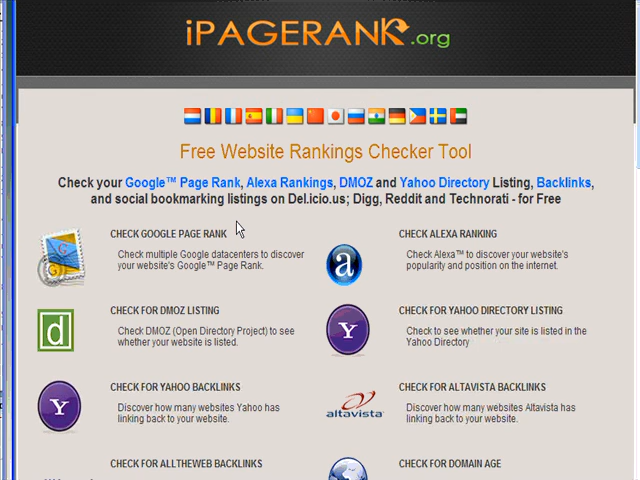 iPAGERANK.org
Free Website Rankings Checker Tool
Check your Google™ Page Rank, Alexa Rankings, DMOZ and Yahoo Directory Listing, Backlinks,
and social bookmarking listings on Del.icio.us; Digg, Reddit and Technorati - for Free
CHECK GOOGLE PAGE RANK
Check multiple Google datacenters to discover
your website's Google™ Page Rank.
a
CHECK ALEXA RANKING
Check Alexa™ to discover your website's
popularity and position on the internet.
d
CHECK FOR DMOZ LISTING
Check DMOZ (Open Directory Project) to see
whether your website is listed.
Y
CHECK FOR YAHOO DIRECTORY LISTING
Check to see whether your site is listed in the
Yahoo Directory
Y
CHECK FOR YAHOO BACKLINKS
Discover how many websites Yahoo has
linking back to your website.
altavista
CHECK FOR ALTAVISTA BACKLINKS
Discover how many websites Altavista has
linking back to your website.
CHECK FOR ALLTHEWEB BACKLINKS
CHECK FOR DOMAIN AGE